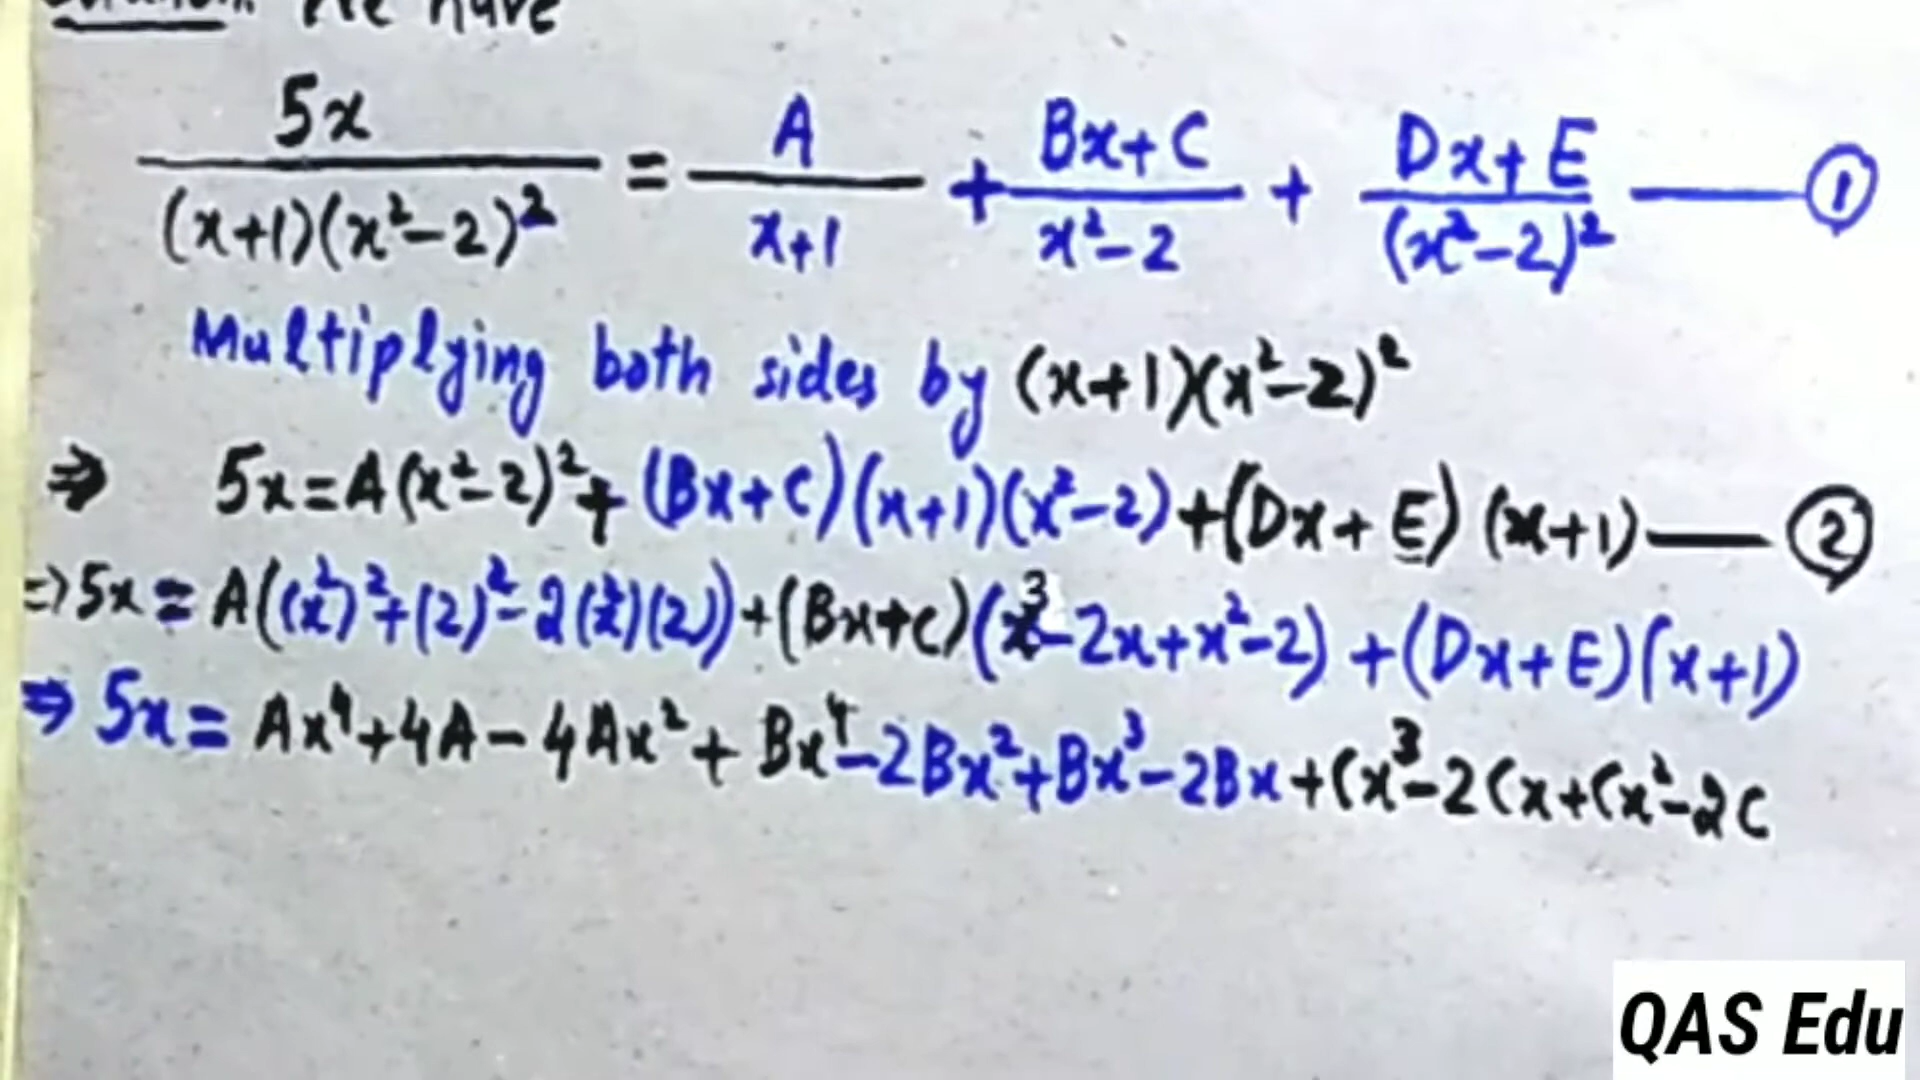 We have
5x / (x+1)(x²-2)² = A / x+1 + Bx+C / x²-2 + Dx+E / (x²-2)² — ①
Multiplying both sides by (x+1)(x²-2)²
⇒ 5x=A(x²-2)²+(Bx+C)(x+1)(x²-2)+(Dx+E)(x+1) — ②
⇒ 5x = A((x²)²+(2)²-2(x²)(2))+(Bx+C)(x³-2x+x²-2)+(Dx+E)(x+1)
⇒ 5x = Ax⁴+4A-4Ax²+Bx⁴-2Bx²+Bx³-2Bx+Cx³-2Cx+Cx²-2C
QAS Edu